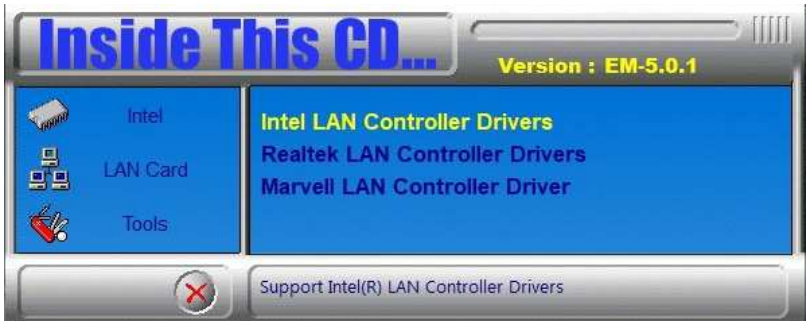 Inside This CD...
Version : EM-5.0.1
Intel
LAN Card
Tools
Intel LAN Controller Drivers
Realtek LAN Controller Drivers
Marvell LAN Controller Driver
Support Intel(R) LAN Controller Drivers